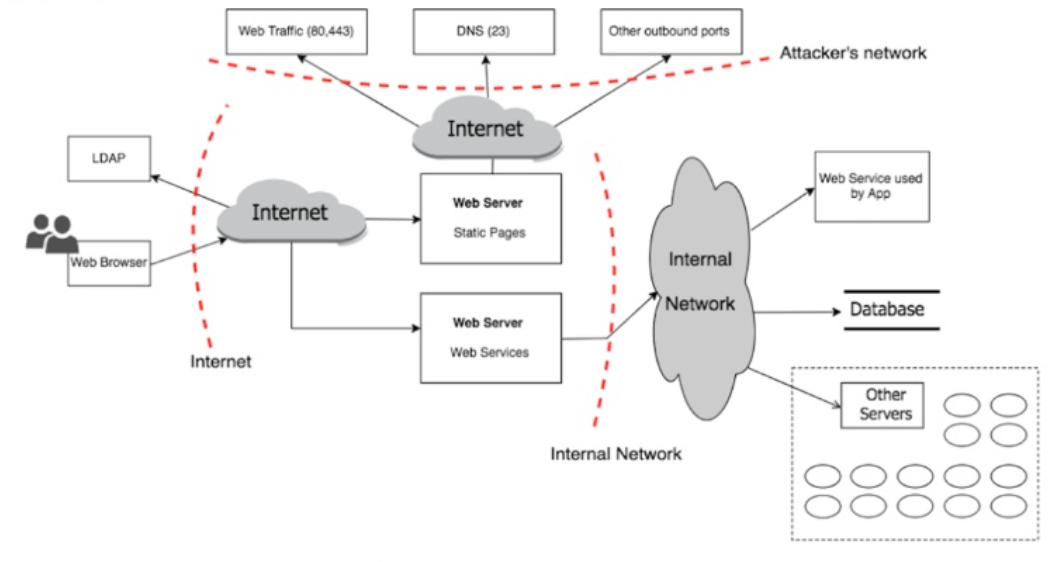 Web Traffic (80,443)
DNS (23)
Other outbound ports
Attacker's network
Internet
LDAP
Internet
Web Server
Static Pages
Web Browser
Internet
Web Server
Web Services
Internal
Network
Internal Network
Web Service used
by App
Database
Other
Servers